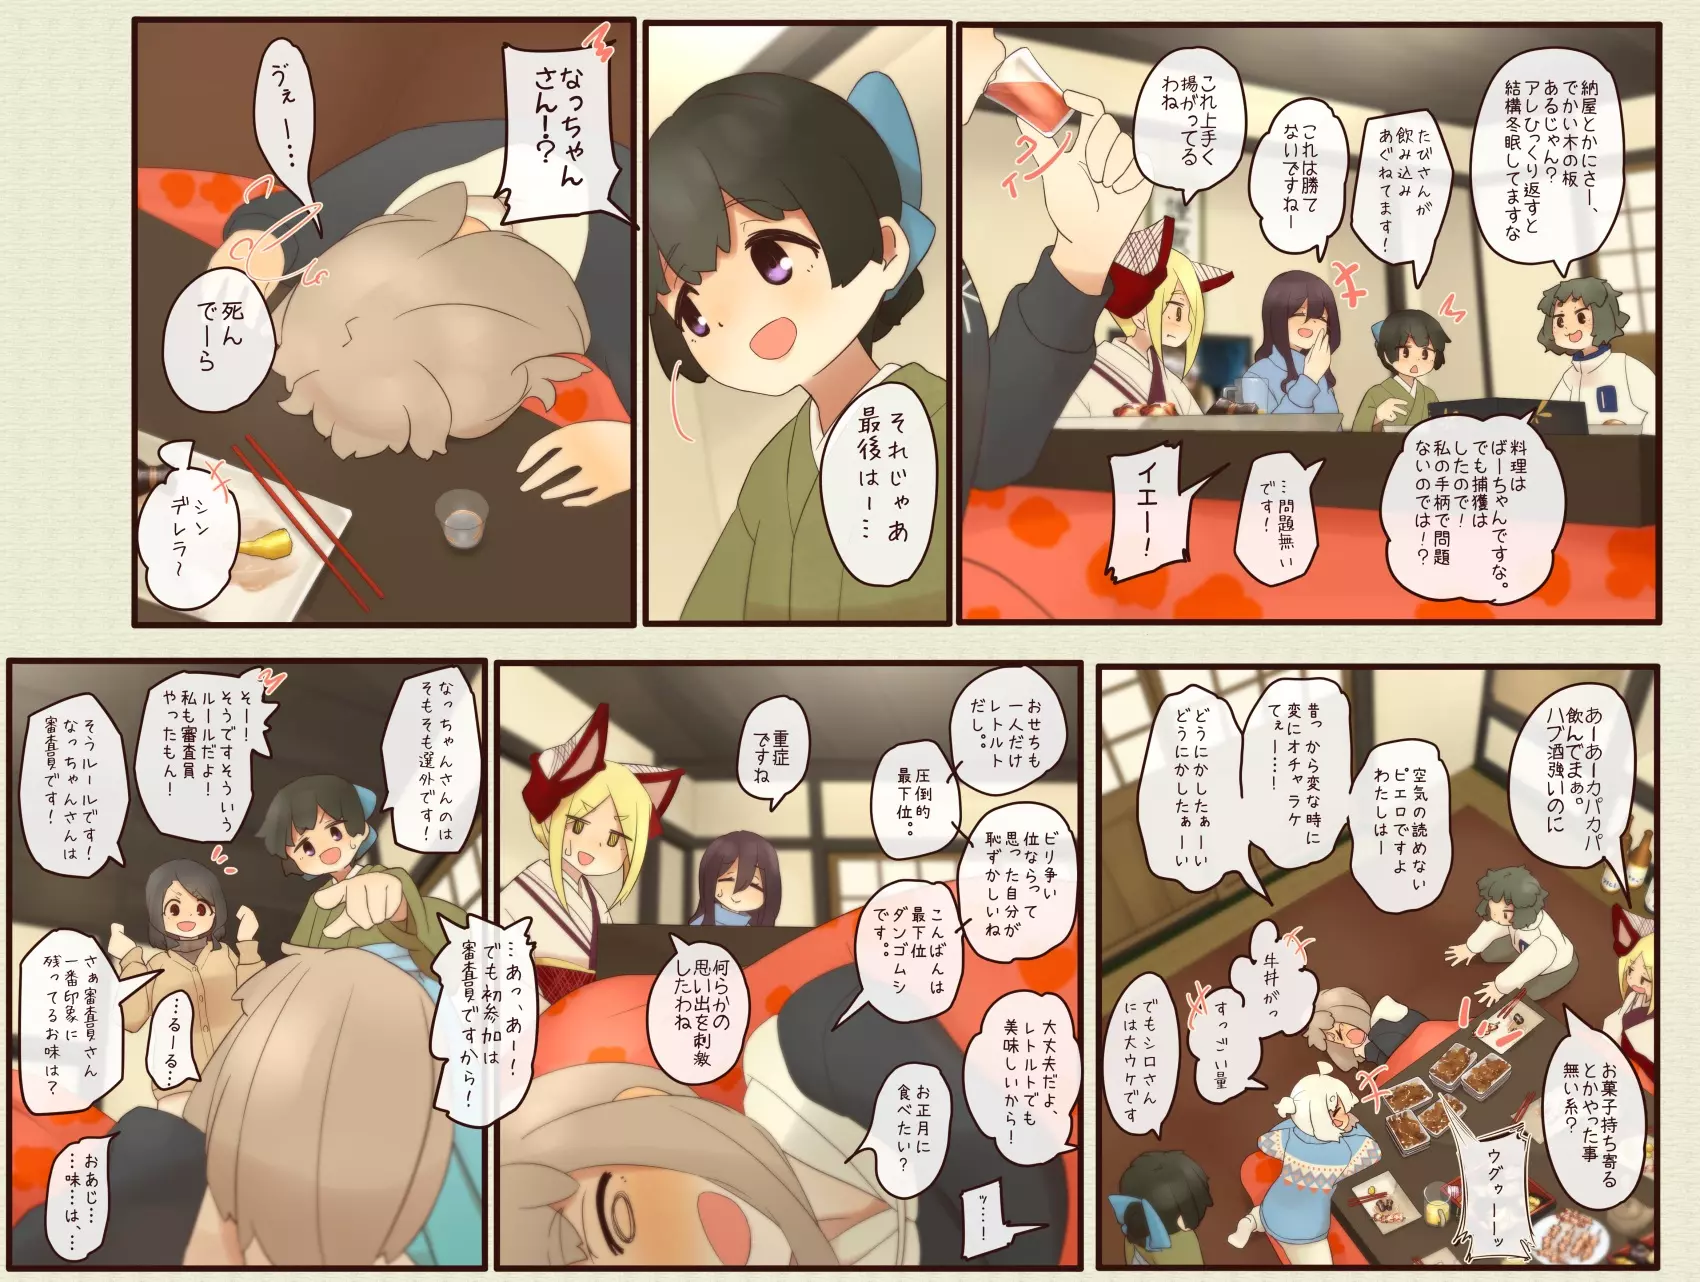 納屋とかにさー、
でかい木の板
あるじゃん?
アレひっくり返すと
結構冬眠してますな
たびさんが
飲み込み
あぐねてます!
これは勝て
ないですねー
これ上手く
揚がってる
わね
クン
イッ
料理は
ばーちゃんですな。
でも捕獲は
したので!
私の手柄で問題
ないのでは!?
…問題無い
です!
イエー!
それじゃあ
最後はー…
なっちゃん
さんー!?
ゔぇー…
死ん
でーら
シン
デレラ~
あーあーカパカパ
飲んでまぁ。
ハブ酒強いのに
空気の読めない
ピエロですよ
わたしはー
昔っから変な時に
変にオチャラケ
てぇー…!
どうにかしたぁーい
どうにかしたぁーい
牛丼がっ
すっごい量
でもシロさん
には大ウケです
お菓子持ち寄る
とかやった事
無い系?
ウグゥーーッ
おせちも
一人だけ
レトルト
だし。。
圧倒的
最下位。。
ビリ争い
位ならって
思った自分が
恥ずかしいね
こんばんは
最下位
ダンゴムシ
です。
重症
ですね
何らかの
思い出を刺激
したわね
大丈夫だよ、
レトルトでも
美味しいから!
お正月に
食べたい?
ッ…!
なっちゃんさんのは
そもそも選外です!
そー!
そうですそういう
ルールだよ!
私も審査員
やったもん!
そうルールです!
なっちゃんさんは
審査員です!
…あっ、あー!
でも初参加は
審査員ですから!
さぁ審査員さん
一番印象に
残ってるお味は?
…るーる…
おあじ…
…味…は、…